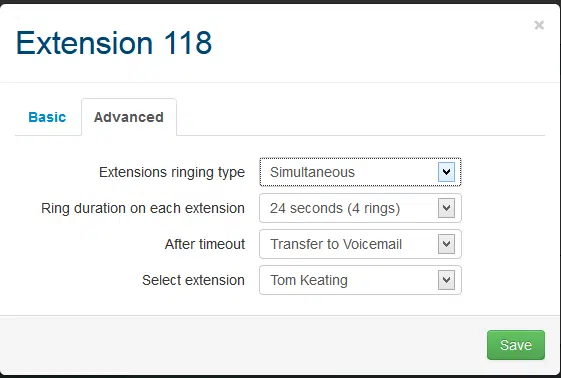 Extension 118
×
Basic
Advanced
Extensions ringing type
Simultaneous
Ring duration on each extension
24 seconds (4 rings)
After timeout
Transfer to Voicemail
Select extension
Tom Keating
Save